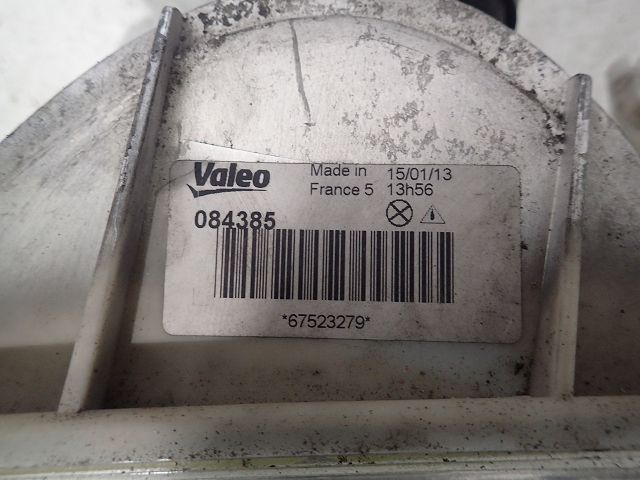 Valeo Made in 15/01/13
France 5 13h56
084385
*67523279*